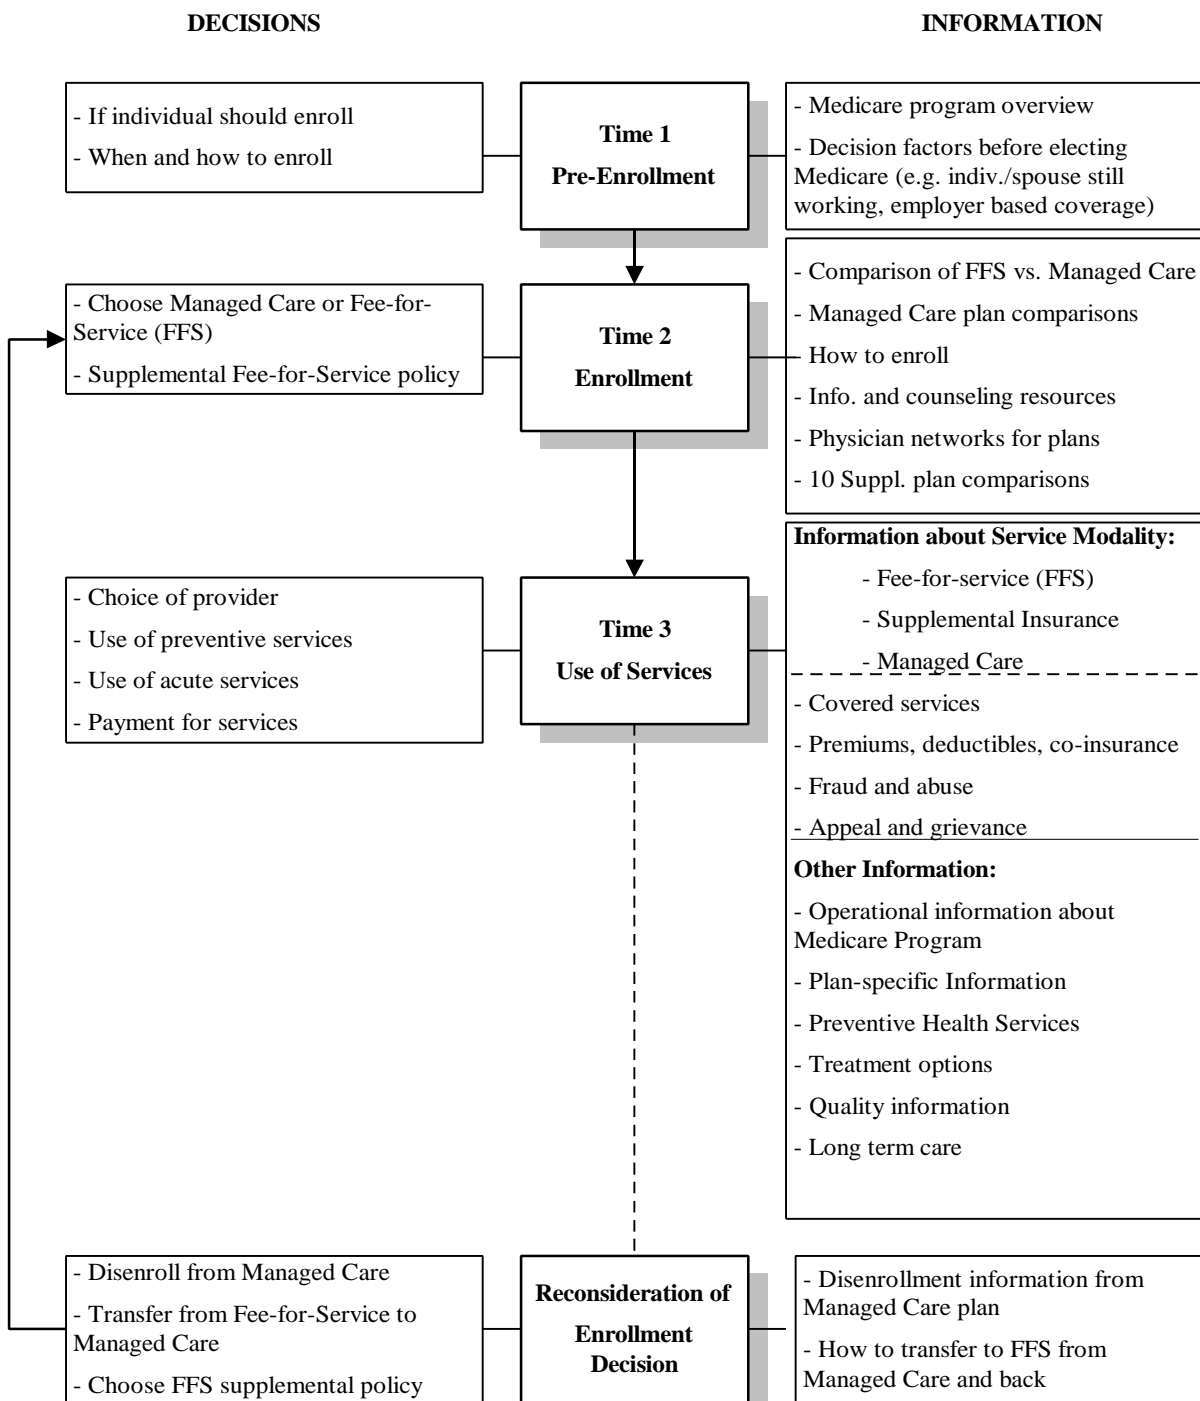 DECISIONS
INFORMATION
- If individual should enroll
- When and how to enroll
Time 1
Pre-Enrollment
- Medicare program overview
- Decision factors before electing
Medicare (e.g. indiv./spouse still
working, employer based coverage)
- Choose Managed Care or Fee-for-
Service (FFS)
- Supplemental Fee-for-Service policy
Time 2
Enrollment
- Comparison of FFS vs. Managed Care
- Managed Care plan comparisons
- How to enroll
- Info. and counseling resources
- Physician networks for plans
- 10 Suppl. plan comparisons
- Choice of provider
- Use of preventive services
- Use of acute services
- Payment for services
Time 3
Use of Services
Information about Service Modality:
- Fee-for-service (FFS)
- Supplemental Insurance
- Managed Care
- Covered services
- Premiums, deductibles, co-insurance
- Fraud and abuse
- Appeal and grievance
Other Information:
- Operational information about
Medicare Program
- Plan-specific Information
- Preventive Health Services
- Treatment options
- Quality information
- Long term care
- Disenroll from Managed Care
- Transfer from Fee-for-Service to
Managed Care
- Choose FFS supplemental policy
Reconsideration of
Enrollment
Decision
- Disenrollment information from
Managed Care plan
- How to transfer to FFS from
Managed Care and back